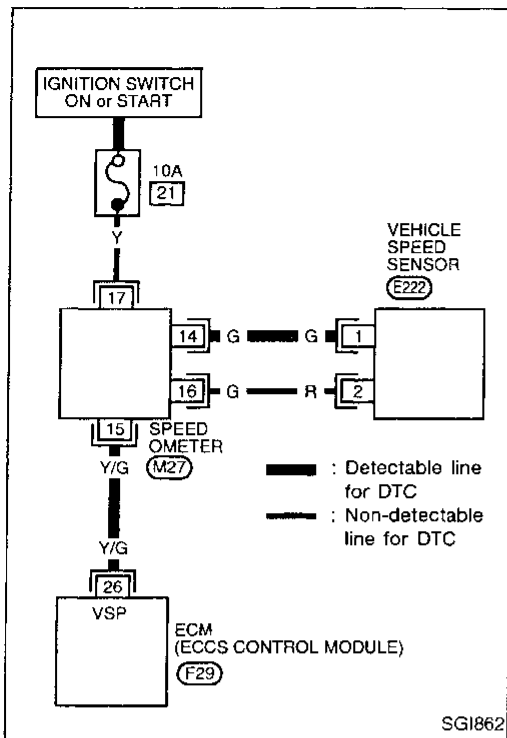 IGNITION SWITCH
ON or START
10A
21
Y
17
VEHICLE
SPEED
SENSOR
E222
14
G
G
1
16
G
R
2
15
SPEED
OMETER
M27
Y/G
: Detectable line
for DTC
: Non-detectable
line for DTC
Y/G
26
VSP
ECM
(ECCS CONTROL MODULE)
F29
SGI862